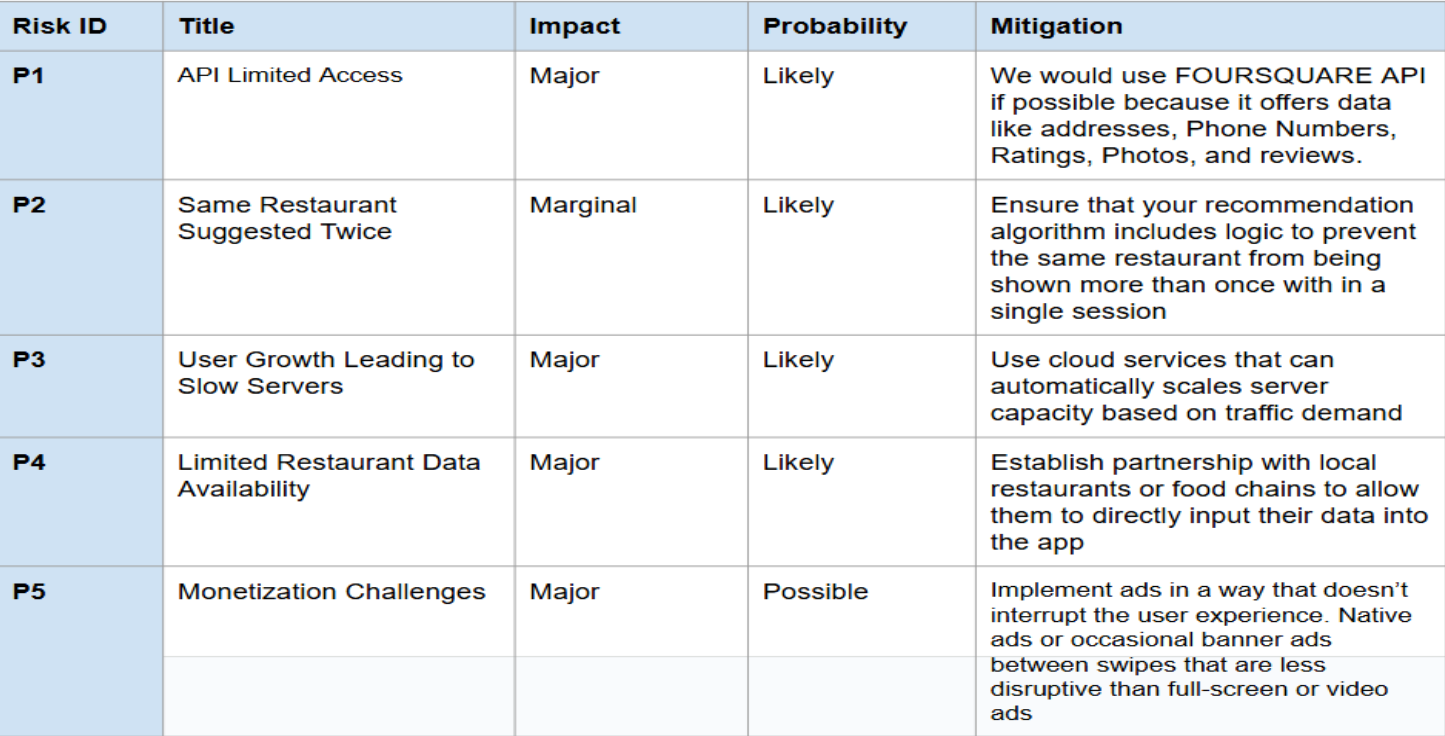 Risk ID Title Impact Probability Mitigation
P1 API Limited Access Major Likely We would use FOURSQUARE API
if possible because it offers data
like addresses, Phone Numbers,
Ratings, Photos, and reviews.
P2 Same Restaurant Marginal Likely Ensure that your recommendation
Suggested Twice algorithm includes logic to prevent
the same restaurant from being
shown more than once with in a
single session
P3 User Growth Leading to Major Likely Use cloud services that can
Slow Servers automatically scales server
capacity based on traffic demand
P4 Limited Restaurant Data Major Likely Establish partnership with local
Availability restaurants or food chains to allow
them to directly input their data into
the app
P5 Monetization Challenges Major Possible Implement ads in a way that doesn’t
interrupt the user experience. Native
ads or occasional banner ads
between swipes that are less
disruptive than full-screen or video
ads